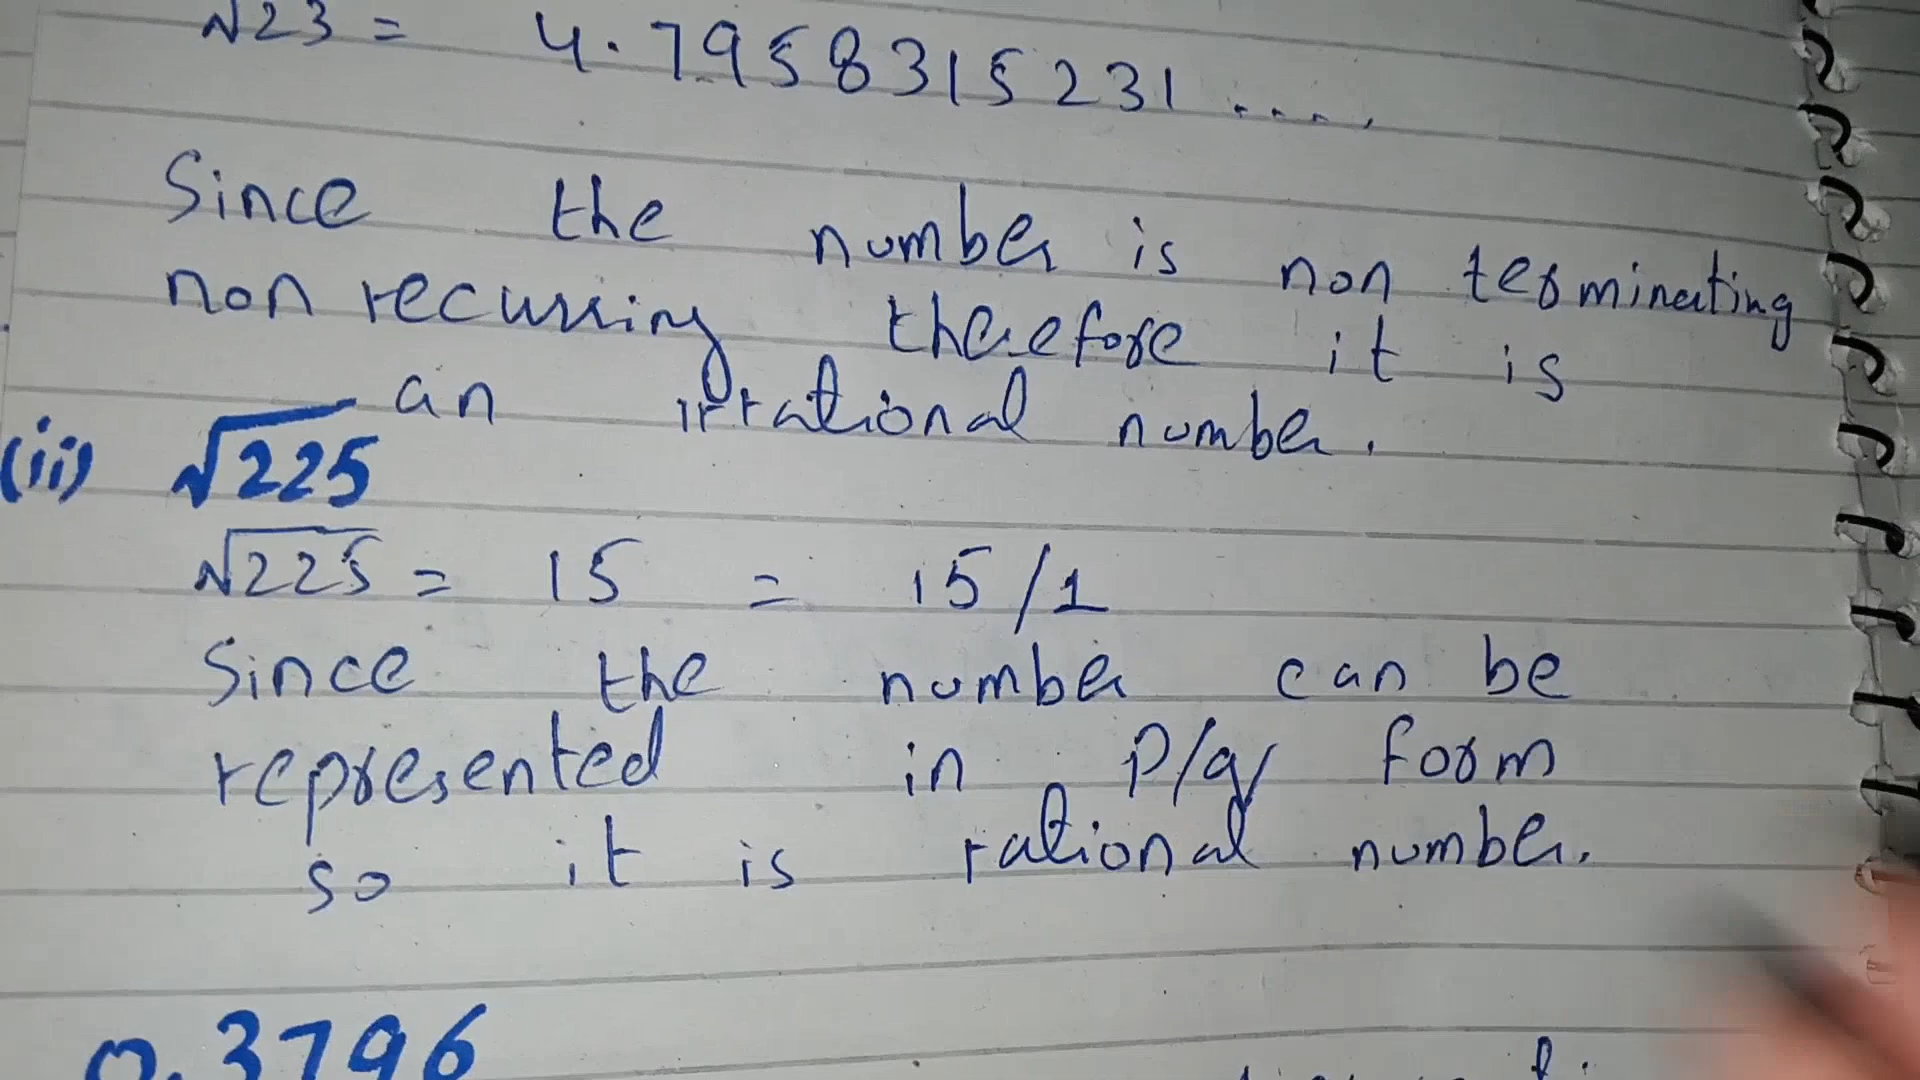 √23 = 4.7958315231....
Since the number is non terminating
non recurring therefore it is
an irrational number.
(ii) √225
√225 = 15 = 15/1
Since the number can be
represented in p/q form
so it is rational number.
0.3796